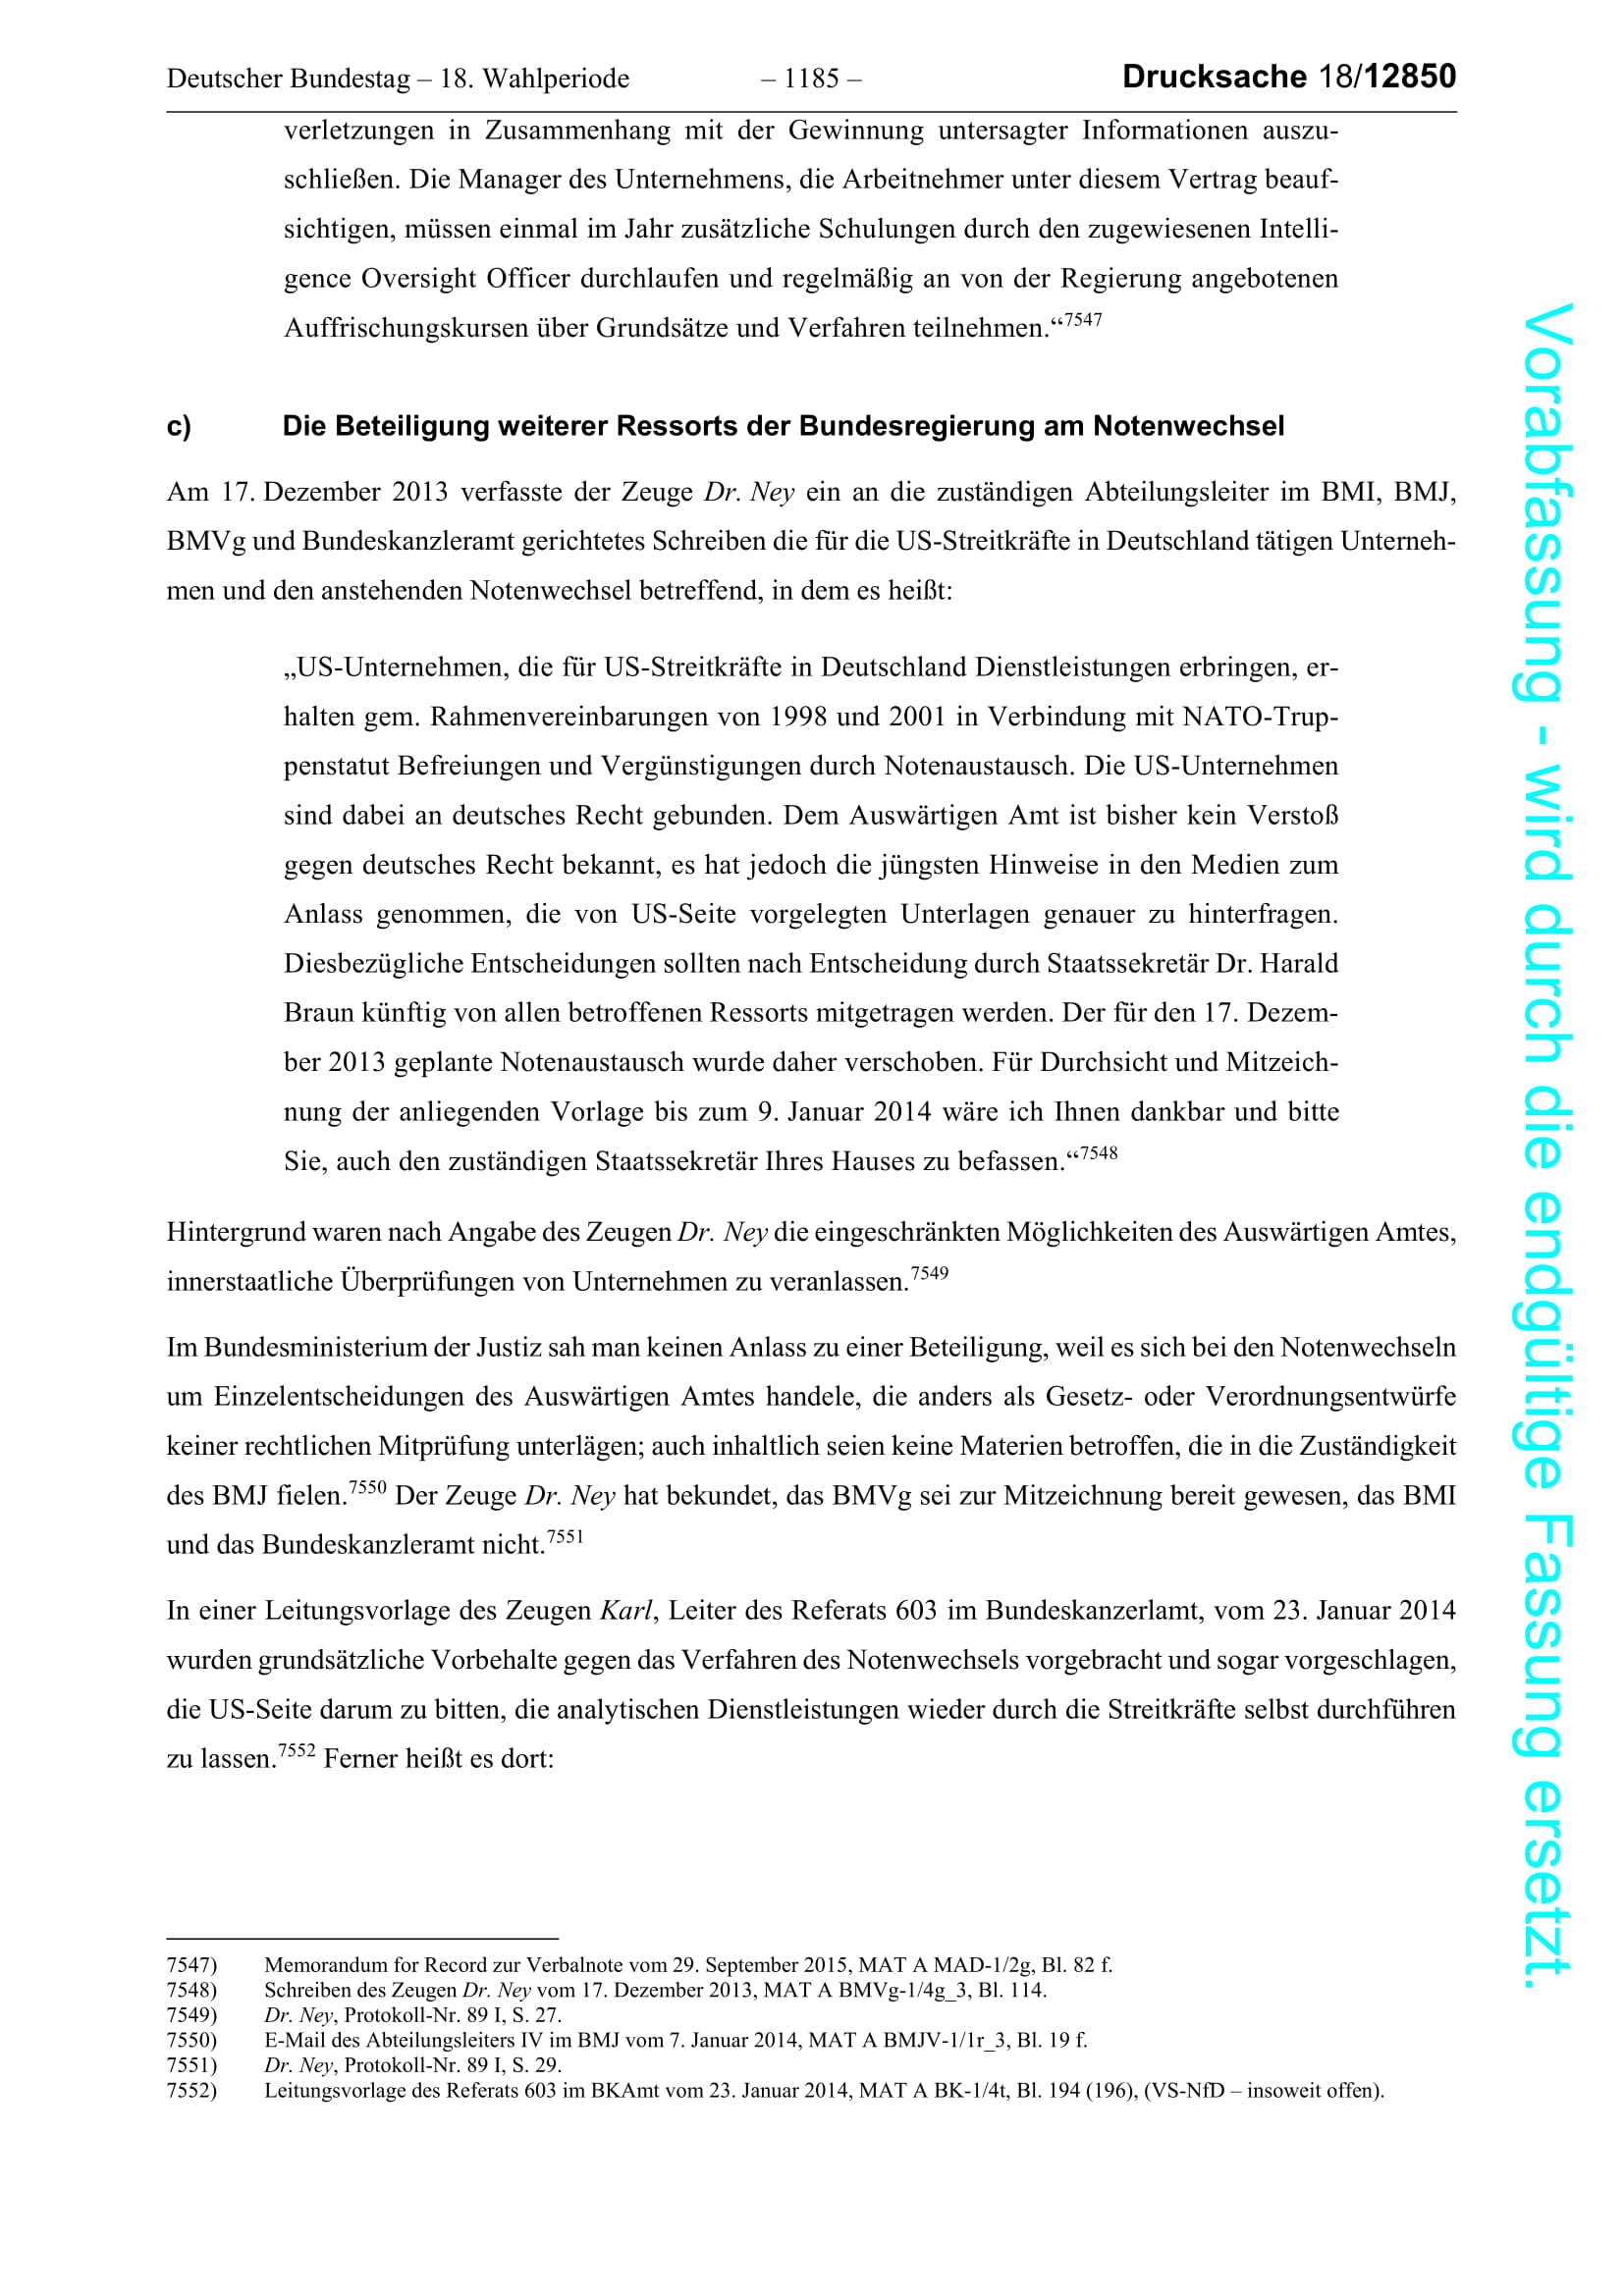 Deutscher Bundestag – 18. Wahlperiode – 1185 – Drucksache 18/12850
verletzungen in Zusammenhang mit der Gewinnung untersagter Informationen auszu-
schließen. Die Manager des Unternehmens, die Arbeitnehmer unter diesem Vertrag beauf-
sichtigen, müssen einmal im Jahr zusätzliche Schulungen durch den zugewiesenen Intelli-
gence Oversight Officer durchlaufen und regelmäßig an von der Regierung angebotenen
Auffrischungskursen über Grundsätze und Verfahren teilnehmen.“7547
c) Die Beteiligung weiterer Ressorts der Bundesregierung am Notenwechsel
Am 17. Dezember 2013 verfasste der Zeuge Dr. Ney ein an die zuständigen Abteilungsleiter im BMI, BMJ,
BMVg und Bundeskanzleramt gerichtetes Schreiben die für die US-Streitkräfte in Deutschland tätigen Unterneh-
men und den anstehenden Notenwechsel betreffend, in dem es heißt:
„US-Unternehmen, die für US-Streitkräfte in Deutschland Dienstleistungen erbringen, er-
halten gem. Rahmenvereinbarungen von 1998 und 2001 in Verbindung mit NATO-Trup-
penstatut Befreiungen und Vergünstigungen durch Notenaustausch. Die US-Unternehmen
sind dabei an deutsches Recht gebunden. Dem Auswärtigen Amt ist bisher kein Verstoß
gegen deutsches Recht bekannt, es hat jedoch die jüngsten Hinweise in den Medien zum
Anlass genommen, die von US-Seite vorgelegten Unterlagen genauer zu hinterfragen.
Diesbezügliche Entscheidungen sollten nach Entscheidung durch Staatssekretär Dr. Harald
Braun künftig von allen betroffenen Ressorts mitgetragen werden. Der für den 17. Dezem-
ber 2013 geplante Notenaustausch wurde daher verschoben. Für Durchsicht und Mitzeich-
nung der anliegenden Vorlage bis zum 9. Januar 2014 wäre ich Ihnen dankbar und bitte
Sie, auch den zuständigen Staatssekretär Ihres Hauses zu befassen.“7548
Hintergrund waren nach Angabe des Zeugen Dr. Ney die eingeschränkten Möglichkeiten des Auswärtigen Amtes,
innerstaatliche Überprüfungen von Unternehmen zu veranlassen.7549
Im Bundesministerium der Justiz sah man keinen Anlass zu einer Beteiligung, weil es sich bei den Notenwechseln
um Einzelentscheidungen des Auswärtigen Amtes handele, die anders als Gesetz- oder Verordnungsentwürfe
keiner rechtlichen Mitprüfung unterlägen; auch inhaltlich seien keine Materien betroffen, die in die Zuständigkeit
des BMJ fielen.7550 Der Zeuge Dr. Ney hat bekundet, das BMVg sei zur Mitzeichnung bereit gewesen, das BMI
und das Bundeskanzleramt nicht.7551
In einer Leitungsvorlage des Zeugen Karl, Leiter des Referats 603 im Bundeskanzerlamt, vom 23. Januar 2014
wurden grundsätzliche Vorbehalte gegen das Verfahren des Notenwechsels vorgebracht und sogar vorgeschlagen,
die US-Seite darum zu bitten, die analytischen Dienstleistungen wieder durch die Streitkräfte selbst durchführen
zu lassen.7552 Ferner heißt es dort:
7547) Memorandum for Record zur Verbalnote vom 29. September 2015, MAT A MAD-1/2g, Bl. 82 f.
7548) Schreiben des Zeugen Dr. Ney vom 17. Dezember 2013, MAT A BMVg-1/4g_3, Bl. 114.
7549) Dr. Ney, Protokoll-Nr. 89 I, S. 27.
7550) E-Mail des Abteilungsleiters IV im BMJ vom 7. Januar 2014, MAT A BMJV-1/1r_3, Bl. 19 f.
7551) Dr. Ney, Protokoll-Nr. 89 I, S. 29.
7552) Leitungsvorlage des Referats 603 im BKAmt vom 23. Januar 2014, MAT A BK-1/4t, Bl. 194 (196), (VS-NfD – insoweit offen).
Vorabfassung - wird durch die endgültige Fassung ersetzt.